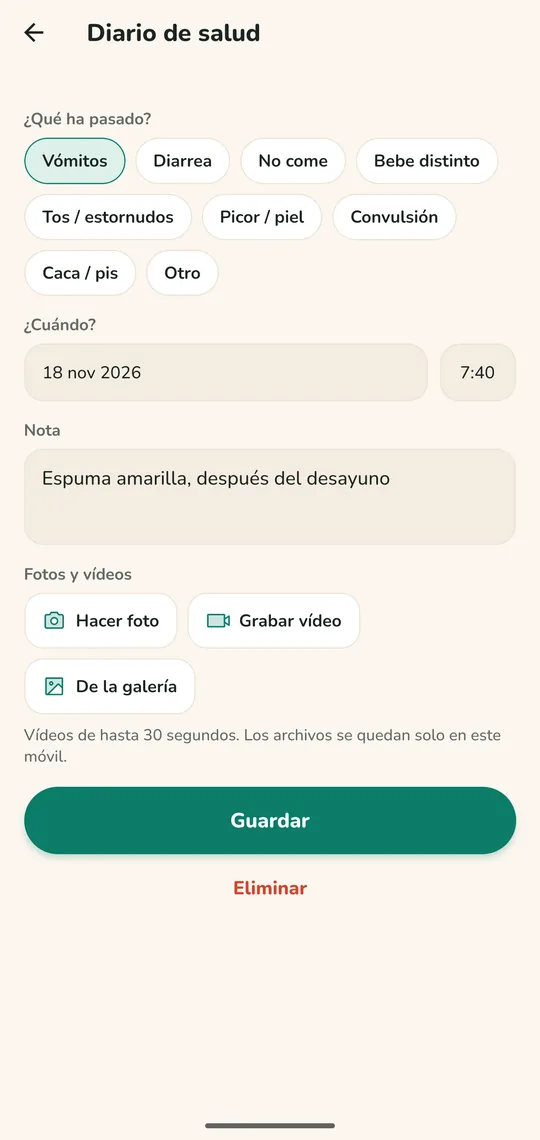 Diario de salud
¿Qué ha pasado?
Vómitos
Diarrea
No come
Bebe distinto
Tos / estornudos
Picor / piel
Convulsión
Caca / pis
Otro
¿Cuándo?
18 nov 2026
7:40
Nota
Espuma amarilla, después del desayuno
Fotos y vídeos
Hacer foto
Grabar vídeo
De la galería
Vídeos de hasta 30 segundos. Los archivos se quedan solo en este
móvil.
Guardar
Eliminar